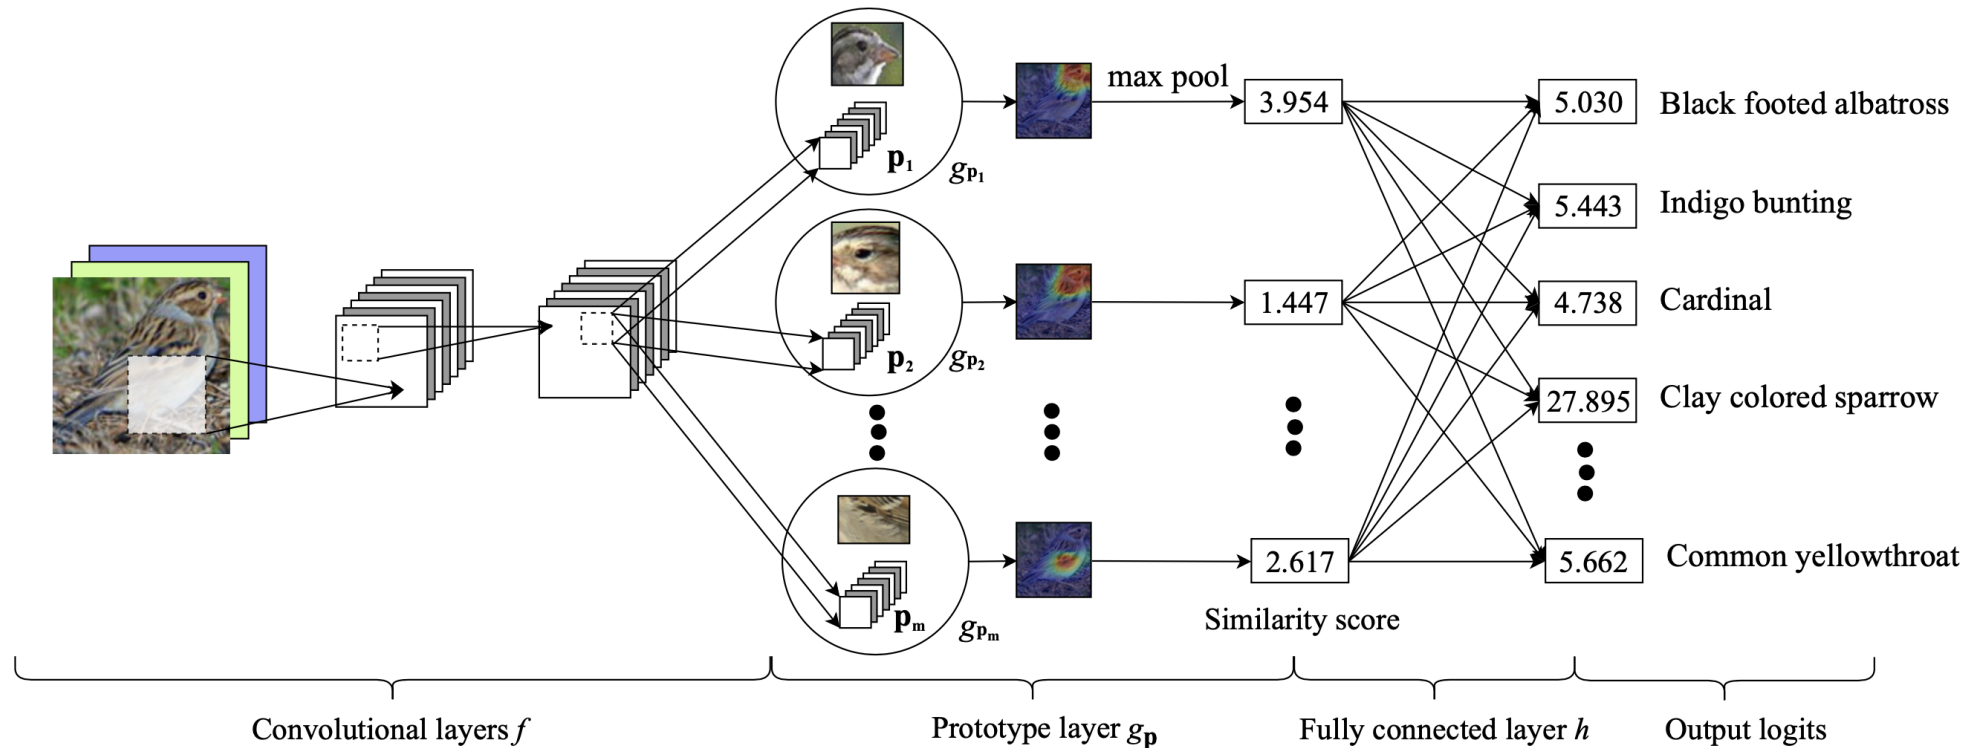 max pool
3.954
5.030
Black footed albatross
p1
gp1
5.443
Indigo bunting
1.447
4.738
Cardinal
p2
gp2
27.895
Clay colored sparrow
2.617
5.662
Common yellowthroat
pm
gpm
Similarity score
Convolutional layers f
Prototype layer gp
Fully connected layer h
Output logits